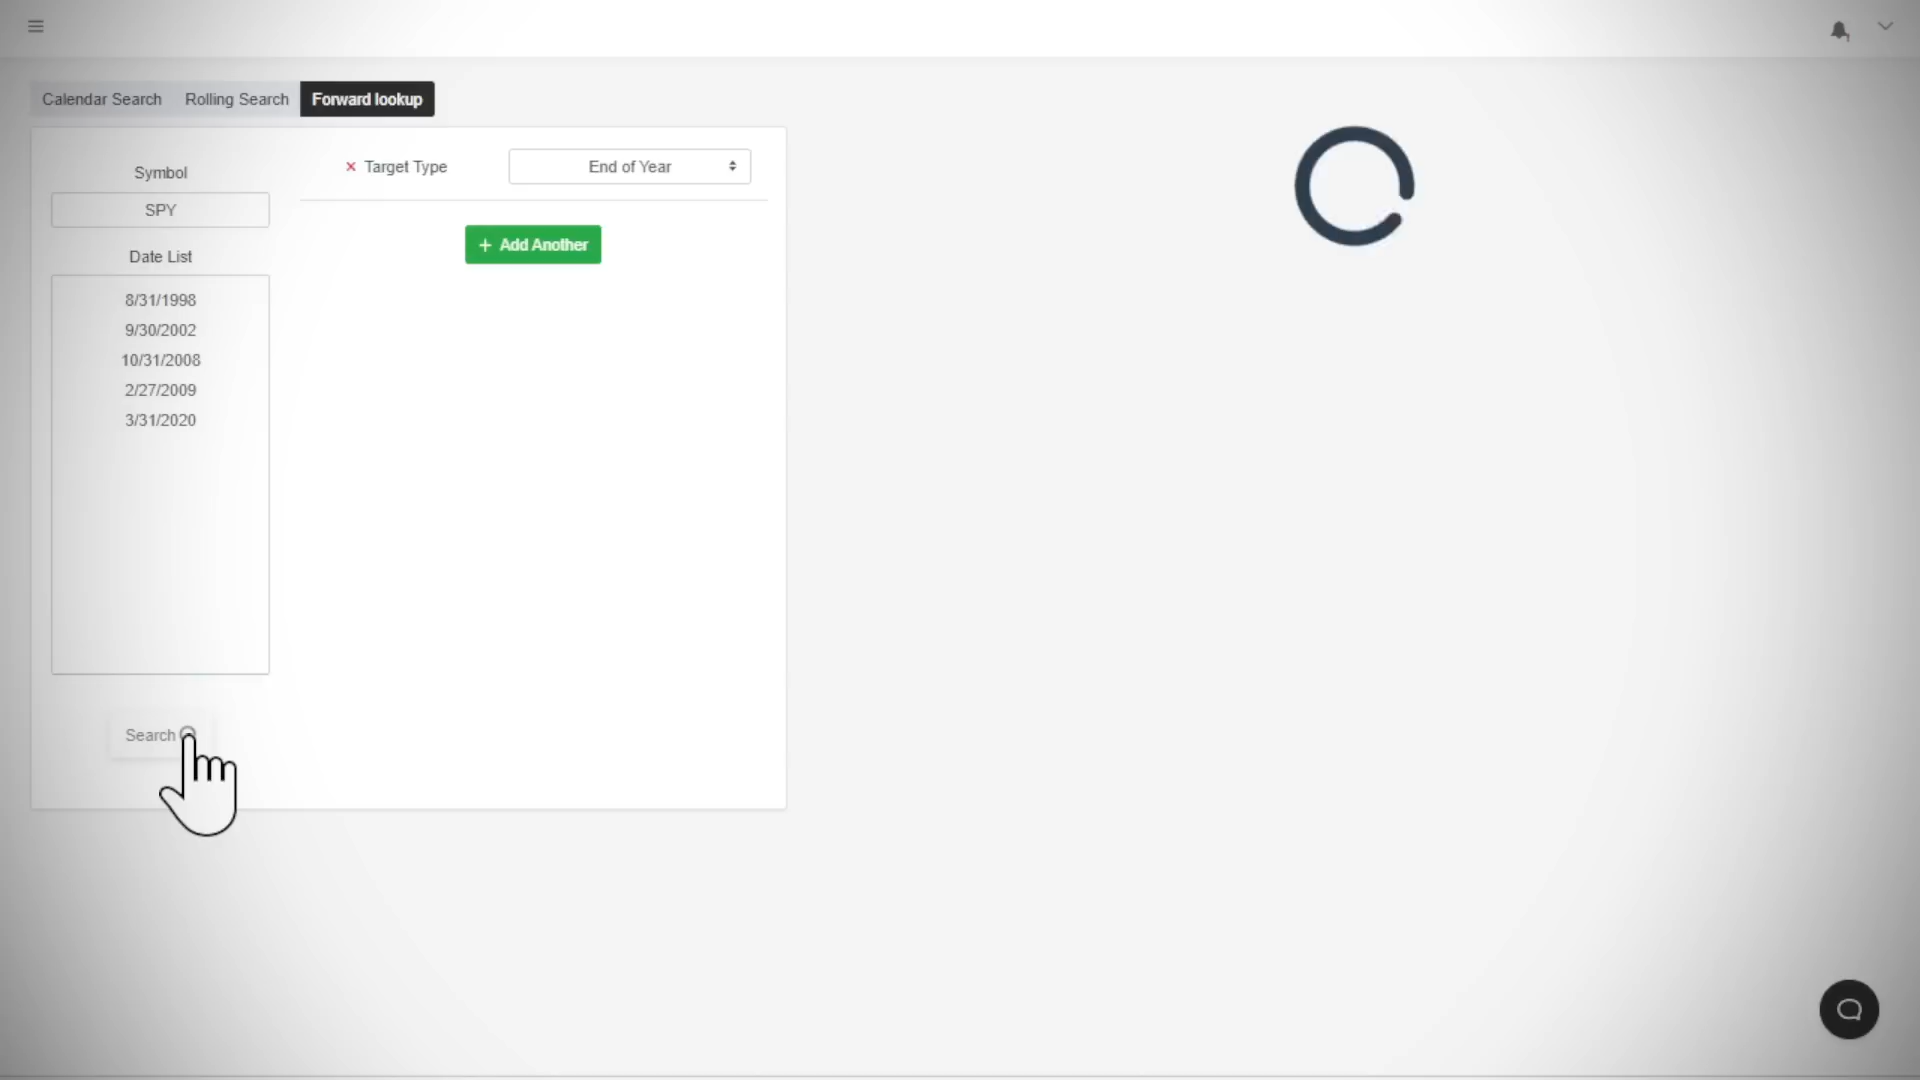 Calendar Search
Rolling Search
Forward lookup
Symbol
SPY
Date List
8/31/1998
9/30/2002
10/31/2008
2/27/2009
3/31/2020
Search
Target Type
End of Year
+ Add Another